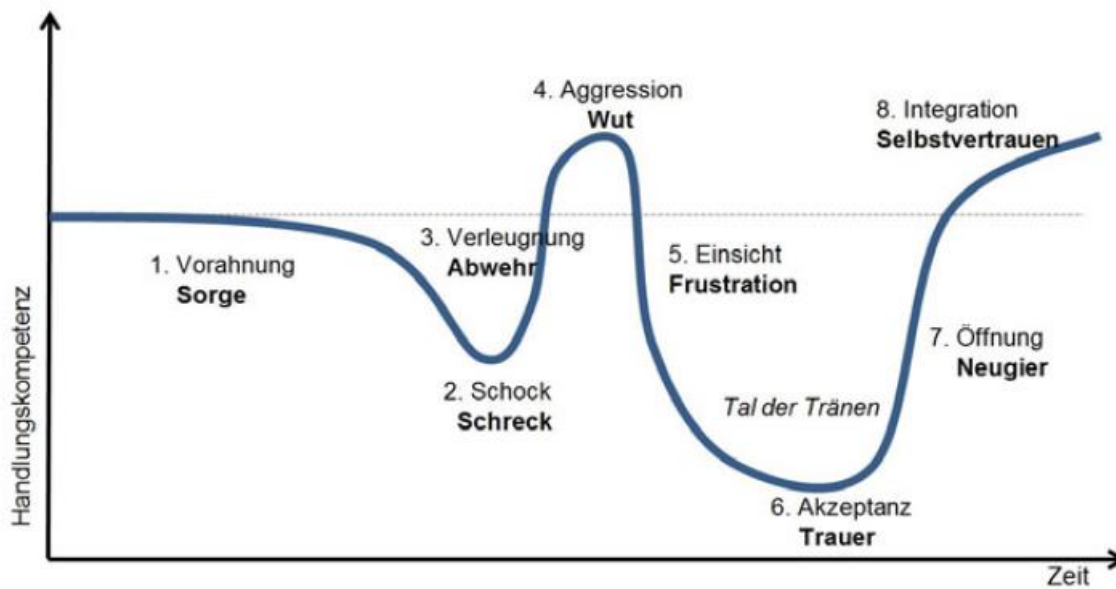 4. Aggression
Wut
8. Integration
Selbstvertrauen
3. Verleugnung
Abwehr
1. Vorahnung
Sorge
5. Einsicht
Frustration
7. Öffnung
Neugier
2. Schock
Schreck
Tal der Tränen
6. Akzeptanz
Trauer
Handlungskompetenz
Zeit